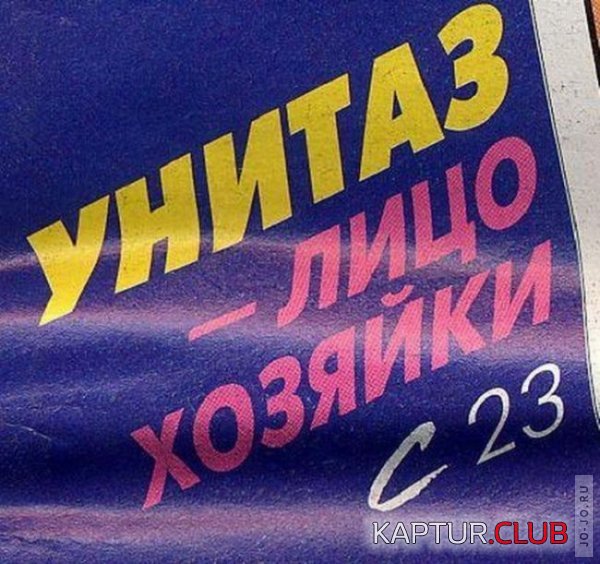 УНИТАЗ
– ЛИЦО
ХОЗЯЙКИ
С 23
KAPTUR.CLUB
JO-JO.RU